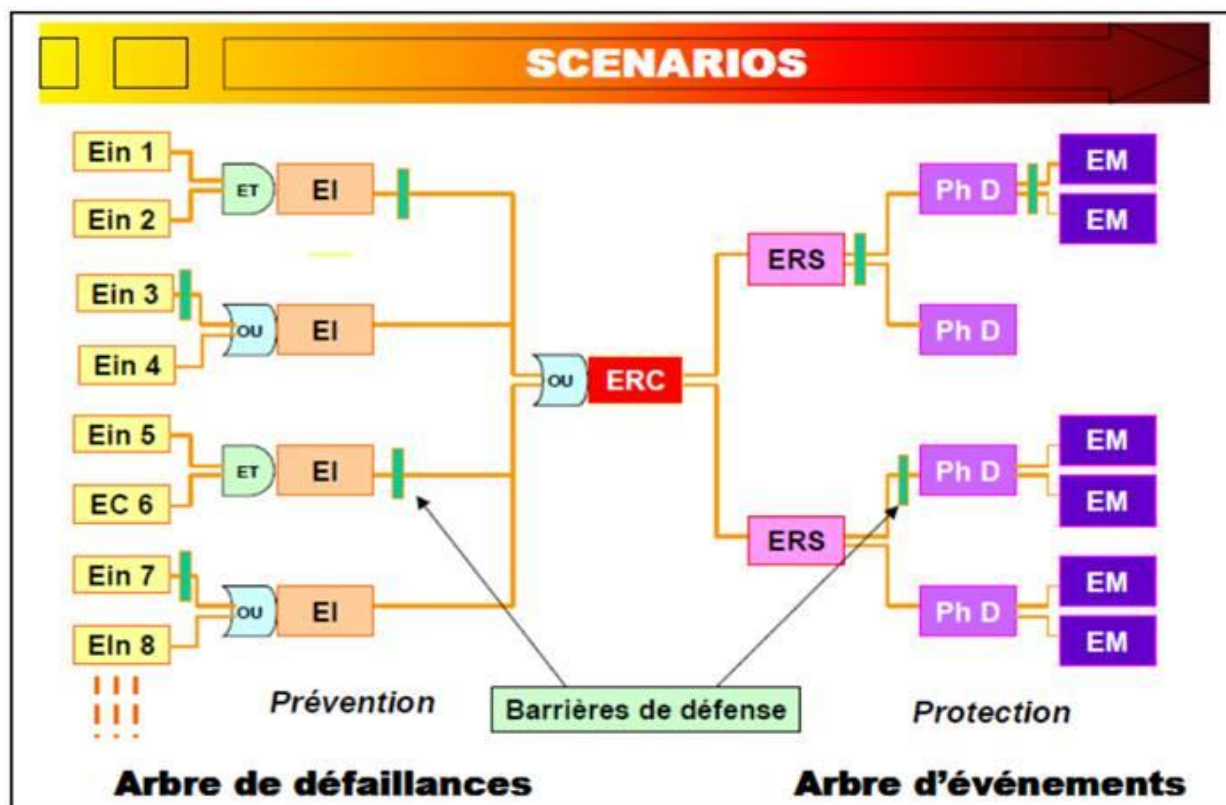 SCENARIOS
Ein 1
Ein 2
ET
EI
Ein 3
Ein 4
OU
EI
Ein 5
EC 6
ET
EI
Ein 7
EIn 8
OU
EI
OU
ERC
ERS
ERS
Ph D
Ph D
Ph D
Ph D
EM
EM
EM
EM
EM
EM
Prévention
Barrières de défense
Protection
Arbre de défaillances
Arbre d'événements